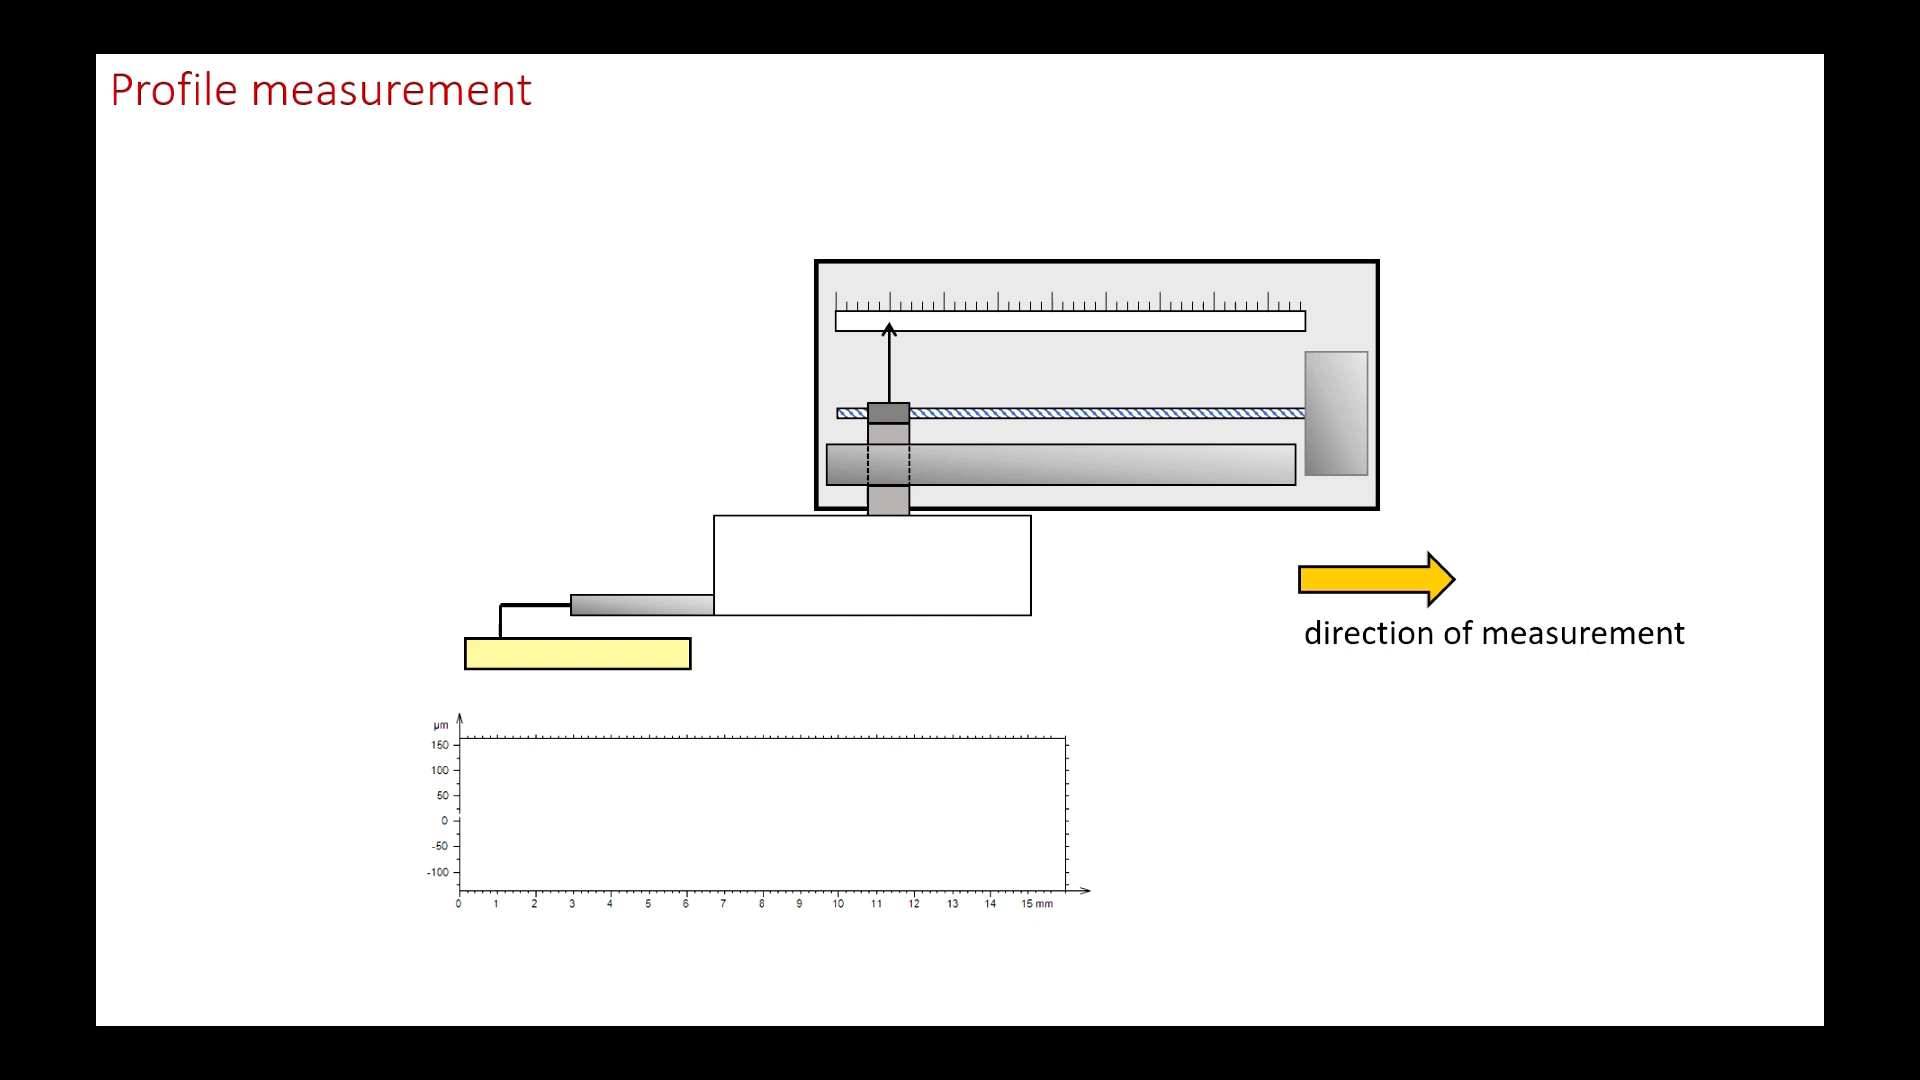 Profile measurement
direction of measurement
µm
150
100
50
0
-50
-100
0 1 2 3 4 5 6 7 8 9 10 11 12 13 14 15 mm